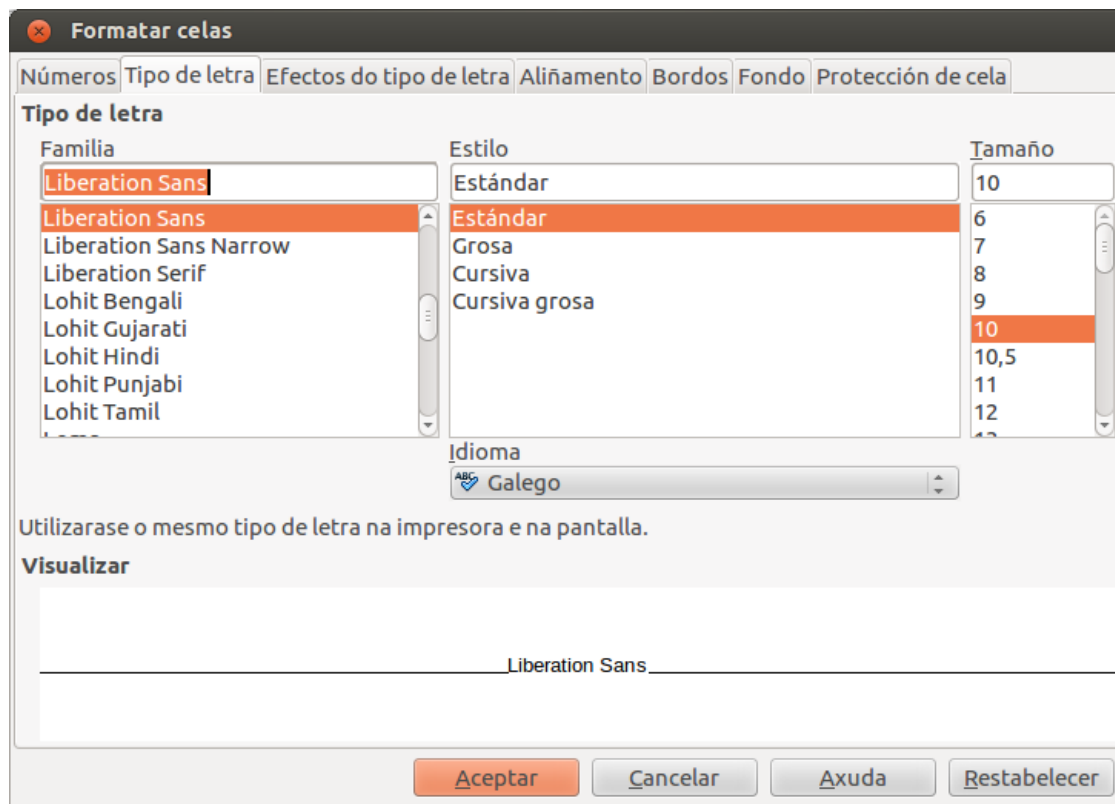 Formatar celas
Números Tipo de letra Efectos do tipo de letra Aliñamento Bordos Fondo Protección de cela
Tipo de letra
Familia Estilo Tamaño
Liberation Sans Estándar 10
Liberation Sans Estándar 6
Liberation Sans Narrow Grosa 7
Liberation Serif Cursiva 8
Lohit Bengali Cursiva grosa 9
Lohit Gujarati 10
Lohit Hindi 10,5
Lohit Punjabi 11
Lohit Tamil 12
Idioma
ABC Galego
Utilizarase o mesmo tipo de letra na impresora e na pantalla.
Visualizar
Liberation Sans
Aceptar Cancelar Axuda Restabelecer